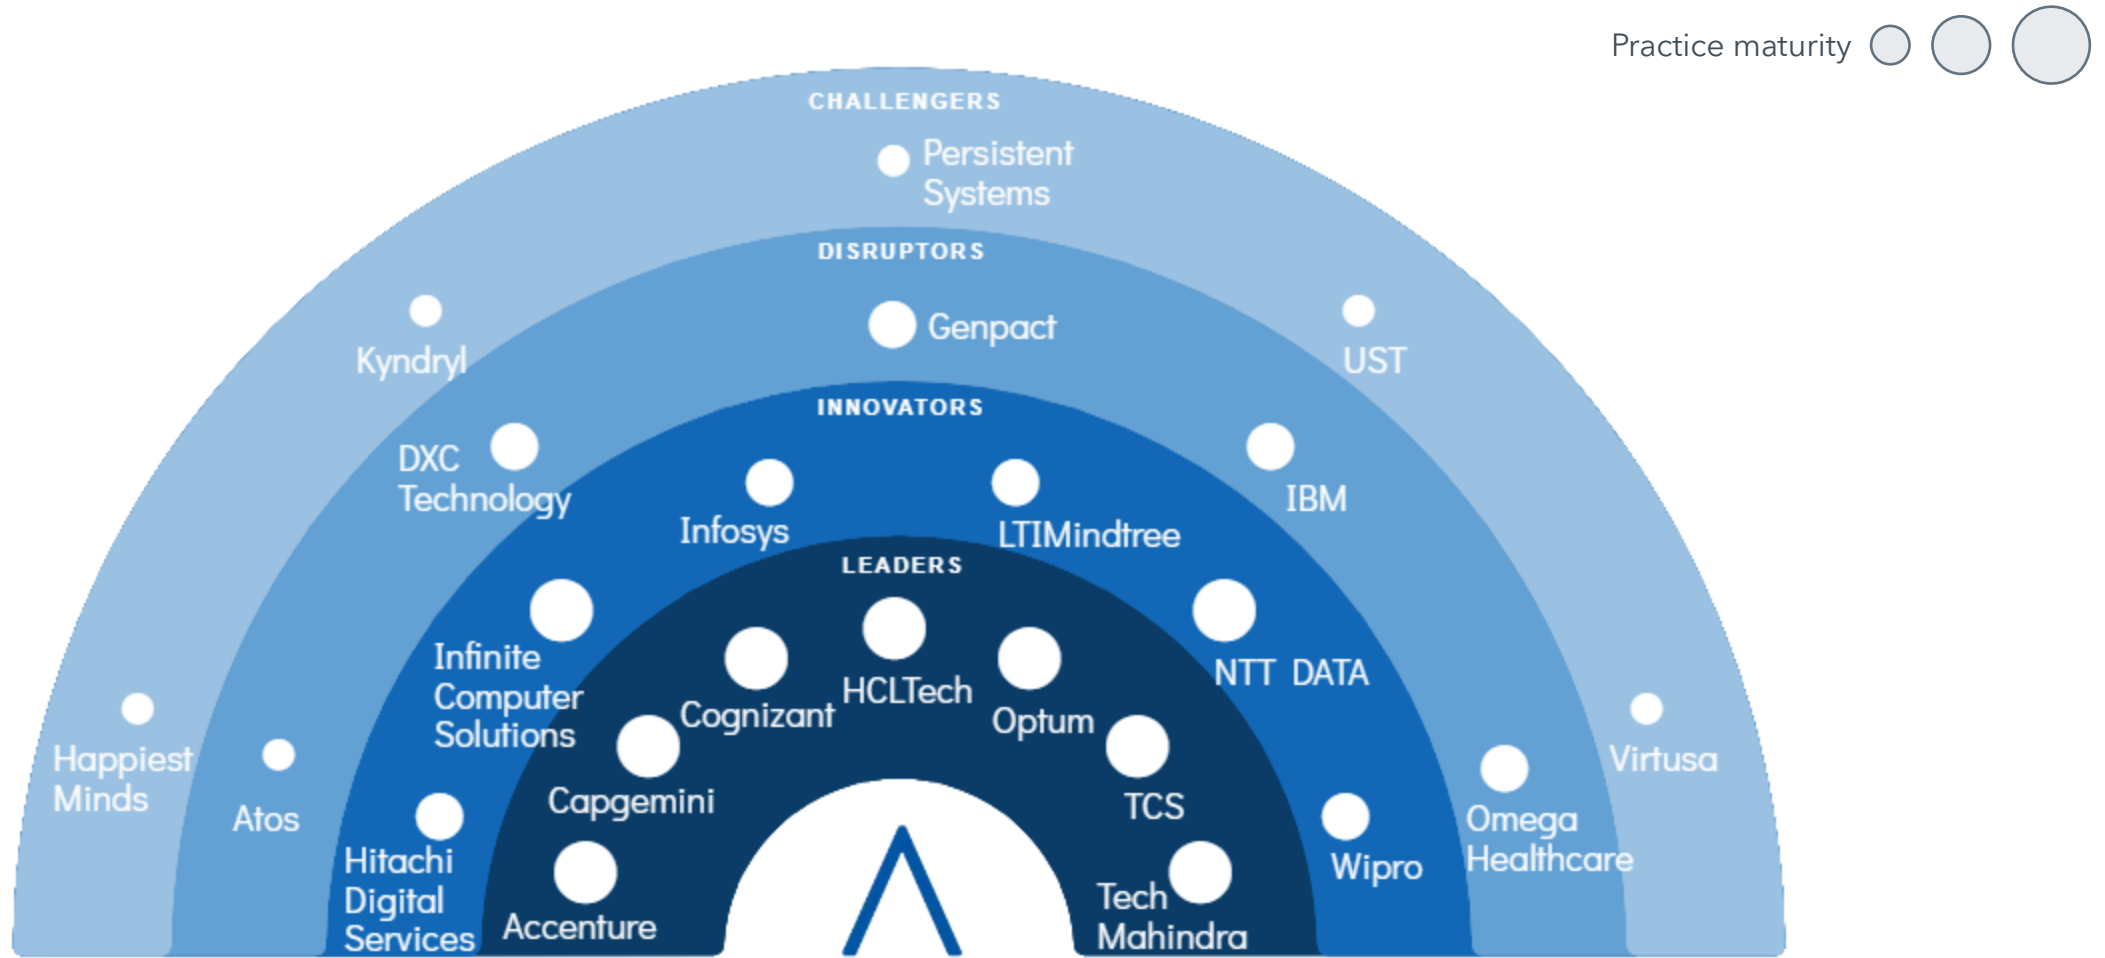 Practice maturity
CHALLENGERS
Persistent
Systems
DISRUPTORS
Kyndryl
Genpact
UST
INNOVATORS
DXC
Technology
IBM
Infosys
LTIMindtree
LEADERS
Infinite
Computer
Solutions
NTT DATA
Cognizant
HCLTech
Optum
Happiest
Minds
Virtusa
Capgemini
TCS
Atos
Omega
Healthcare
Hitachi
Digital
Services
Wipro
Accenture
Tech
Mahindra